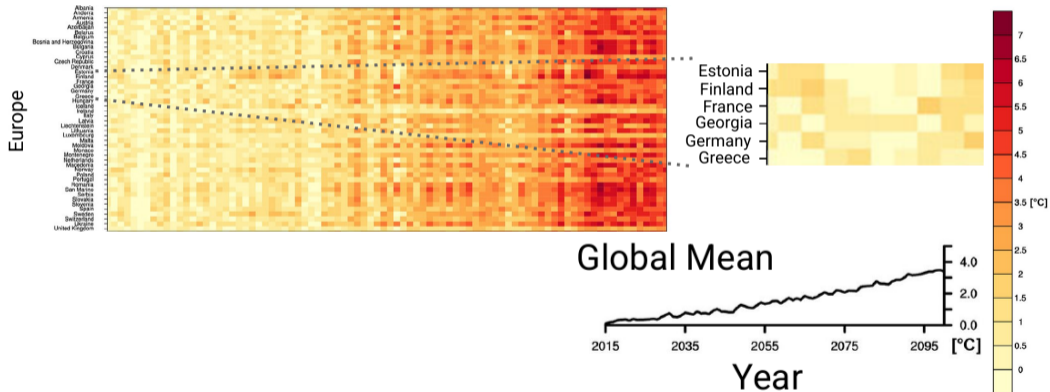 Europe
Albania
Andorra
Armenia
Austria
Azerbaijan
Belarus
Belgium
Bosnia and Herzegovina
Bulgaria
Croatia
Cyprus
Czech Republic
Denmark
Estonia
Finland
France
Georgia
Germany
Greece
Hungary
Iceland
Ireland
Italy
Latvia
Liechtenstein
Lithuania
Luxembourg
Malta
Moldova
Monaco
Montenegro
Netherlands
Macedonia
Norway
Poland
Portugal
Romania
San Marino
Serbia
Slovakia
Slovenia
Spain
Sweden
Switzerland
Ukraine
United Kingdom
Estonia
Finland
France
Georgia
Germany
Greece
7
6.5
6
5.5
5
4.5
4
3.5 [°C]
3
2.5
2
1.5
1
0.5
0
Global Mean
4.0
2.0
0.0
2015 2035 2055 2075 2095 [°C]
Year